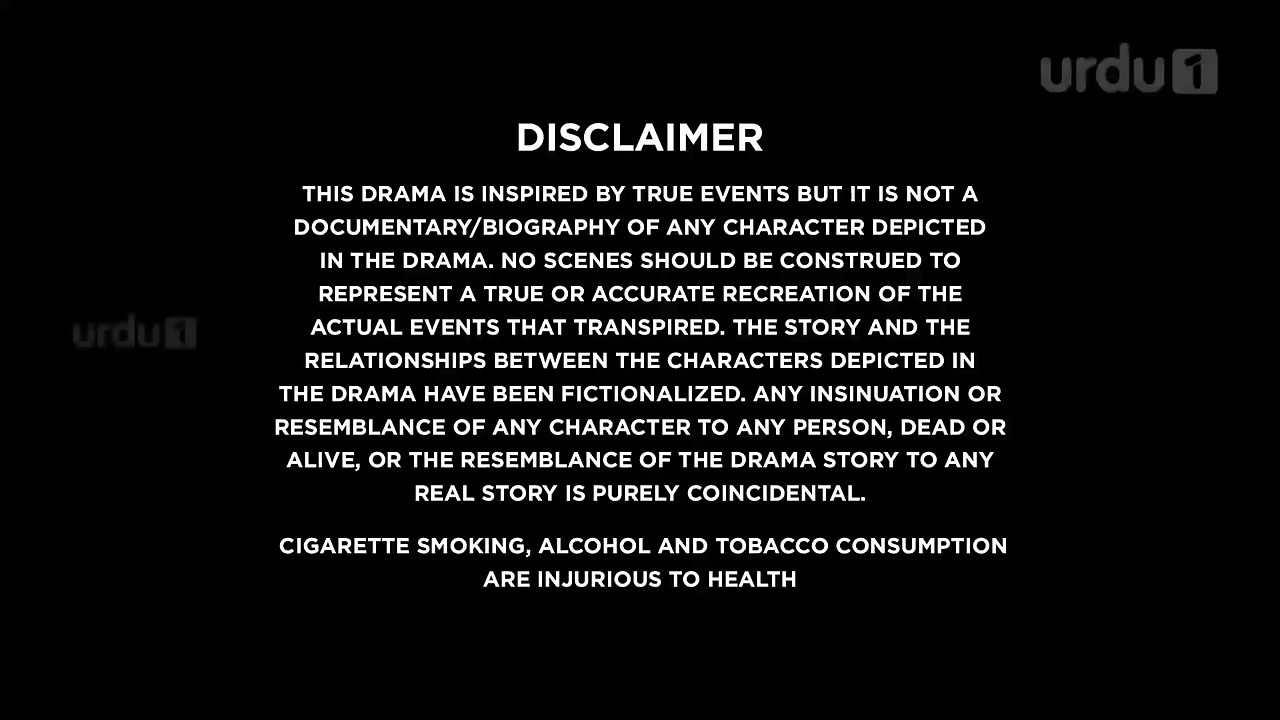 urdu1
DISCLAIMER
THIS DRAMA IS INSPIRED BY TRUE EVENTS BUT IT IS NOT A
DOCUMENTARY/BIOGRAPHY OF ANY CHARACTER DEPICTED
IN THE DRAMA. NO SCENES SHOULD BE CONSTRUED TO
REPRESENT A TRUE OR ACCURATE RECREATION OF THE
ACTUAL EVENTS THAT TRANSPIRED. THE STORY AND THE
urdu1
RELATIONSHIPS BETWEEN THE CHARACTERS DEPICTED IN
THE DRAMA HAVE BEEN FICTIONALIZED. ANY INSINUATION OR
RESEMBLANCE OF ANY CHARACTER TO ANY PERSON, DEAD OR
ALIVE, OR THE RESEMBLANCE OF THE DRAMA STORY TO ANY
REAL STORY IS PURELY COINCIDENTAL.
CIGARETTE SMOKING, ALCOHOL AND TOBACCO CONSUMPTION
ARE INJURIOUS TO HEALTH